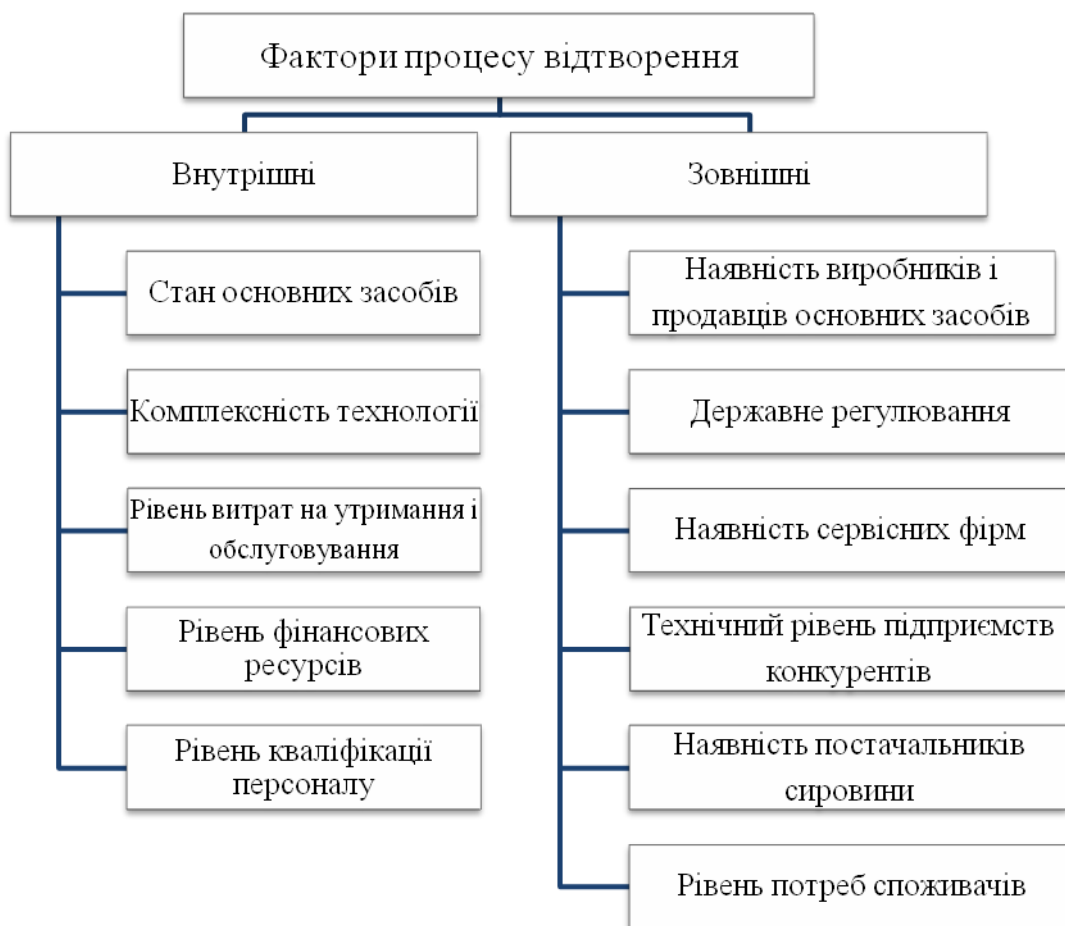 Фактори процесу відтворення
Внутрішні
Стан основних засобів
Комплексність технології
Рівень витрат на утримання і
обслуговування
Рівень фінансових
ресурсів
Рівень кваліфікації
персоналу
Зовнішні
Наявність виробників і
продавців основних засобів
Державне регулювання
Наявність сервісних фірм
Технічний рівень підприємств
конкурентів
Наявність постачальників
сировини
Рівень потреб споживачів